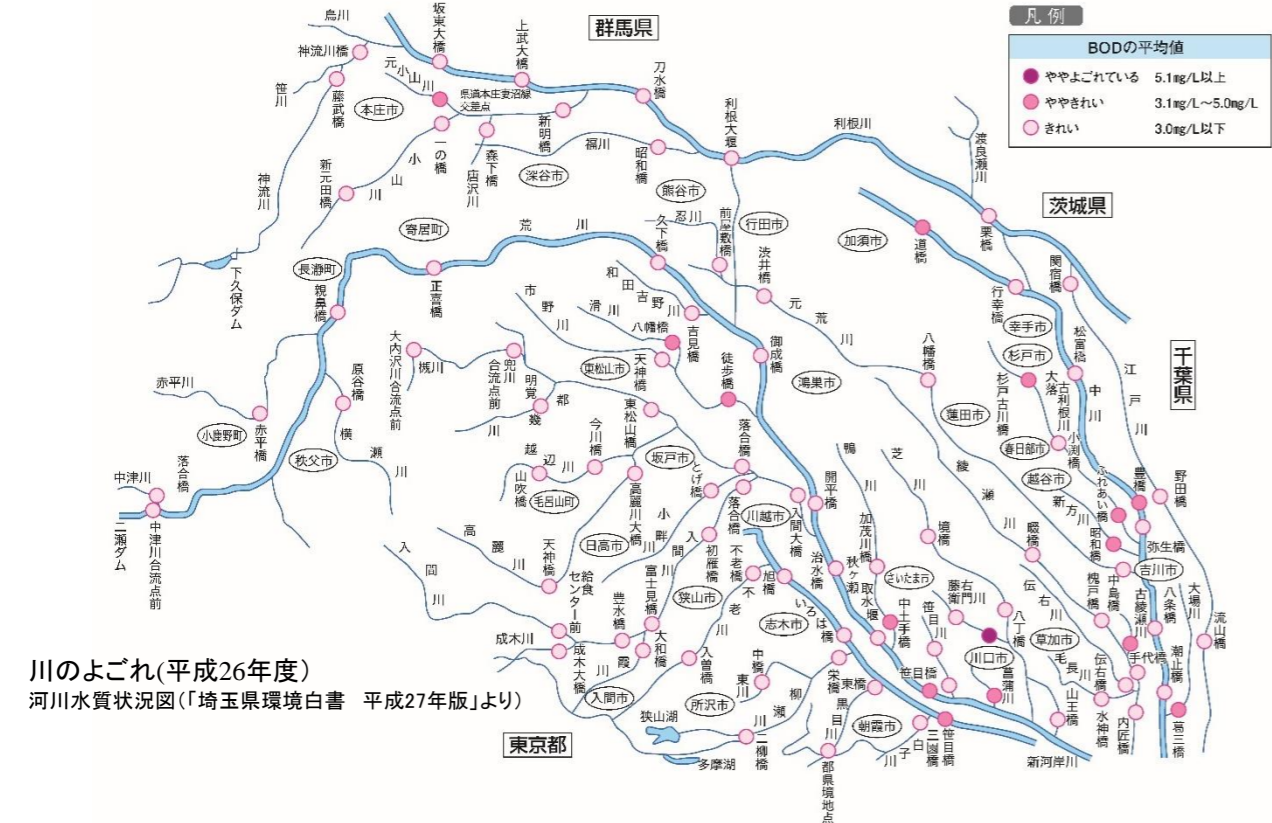 凡例
BODの平均値
ややよごれている 5.1mg/L以上
ややきれい 3.1mg/L～5.0mg/L
きれい 3.0mg/L以下
群馬県
茨城県
千葉県
東京都
烏川
神流川橋
坂東大橋
上武大橋
元小山川
笹川
藤武橋
本庄市
県道本庄妻沼線
交差点
刀水橋
利根大堰
利根川
渡良瀬川
一の橋
新明橋
森下橋
唐沢川
福川
昭和橋
深谷市
熊谷市
新元田橋
小山川
神流川
下久保ダム
寄居町
荒川
久下橋
忍川
前屋敷橋
行田市
渋井橋
加須市
道橋
栗橋
関宿橋
長瀞町
親鼻橋
正喜橋
和田吉野川
吉見橋
元荒川
行幸橋
幸手市
松富橋
市野川
滑川
八幡橋
天神橋
徒歩橋
御成橋
鴻巣市
八幡橋
杉戸市
杉戸古川橋
大落古利根川
中川
江戸川
大内沢川合流点前
槻川
兜川合流点前
明覚
都幾川
東松山市
東松山橋
原谷橋
赤平川
赤平橋
小鹿野町
横瀬川
秩父市
蓮田市
春日部市
小渕橋
越谷市
新方川
ふれあい橋
豊橋
野田橋
今川橋
越辺川
山吹橋
毛呂山町
坂戸市
とげ橋
落合橋
高麗川大橋
落合橋
川越市
入間大橋
開平橋
鴨川
芝川
綾瀬川
中津川
落合橋
中津川合流点前
二瀬ダム
高麗川
天神橋
日高市
小畔川
入間川
初雁橋
不老橋
旭橋
治水橋
加茂川橋
境橋
畷橋
昭和橋
弥生橋
吉川市
入間川
給食センター前
豊水橋
富士見橋
狭山市
不老川
いろは橋
秋ヶ瀬取水堰
さいたま市
藤右衛門川
伝右川
槐戸橋
中島橋
古綾瀬川
八条橋
大場川
成木川
成木大橋
霞川
大和橋
入間市
入曽橋
志木市
中土手橋
笹目川
八丁橋
川口市
草加市
手代橋
潮止橋
流山橋
川のよごれ(平成26年度)
河川水質状況図(「埼玉県環境白書 平成27年版」より)
所沢市
中橋
東川
柳瀬川
栄橋
東橋
黒目川
笹目橋
菖蒲川
毛長川
山王橋
伝右橋
水神橋
内匠橋
葛三橋
狭山湖
多摩湖
二柳橋
都県境地点
朝霞市
白子川
三園橋
笹目橋
新河岸川